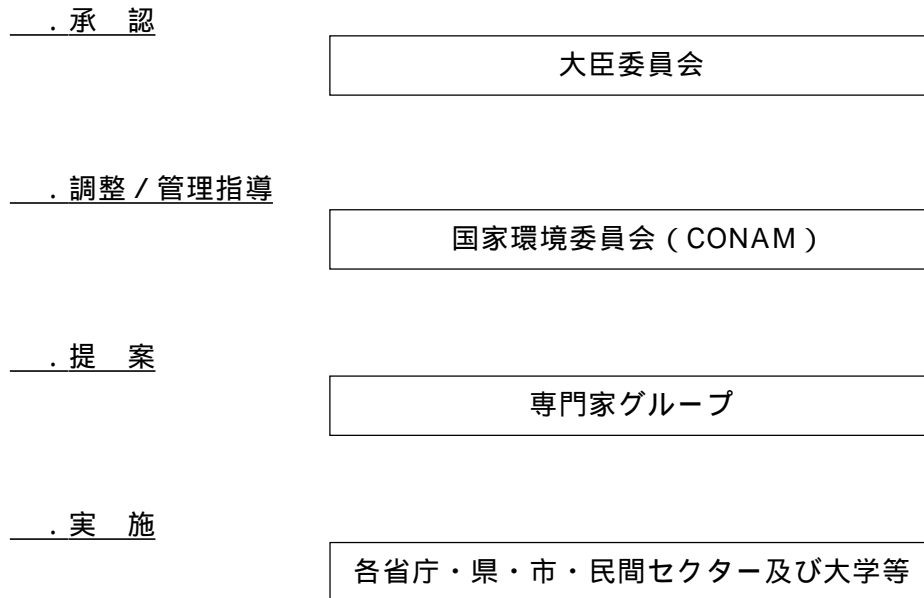 ．承　認
大臣委員会
．調整／管理指導
国家環境委員会（CONAM）
．提　案
専門家グループ
．実　施
各省庁・県・市・民間セクター及び大学等